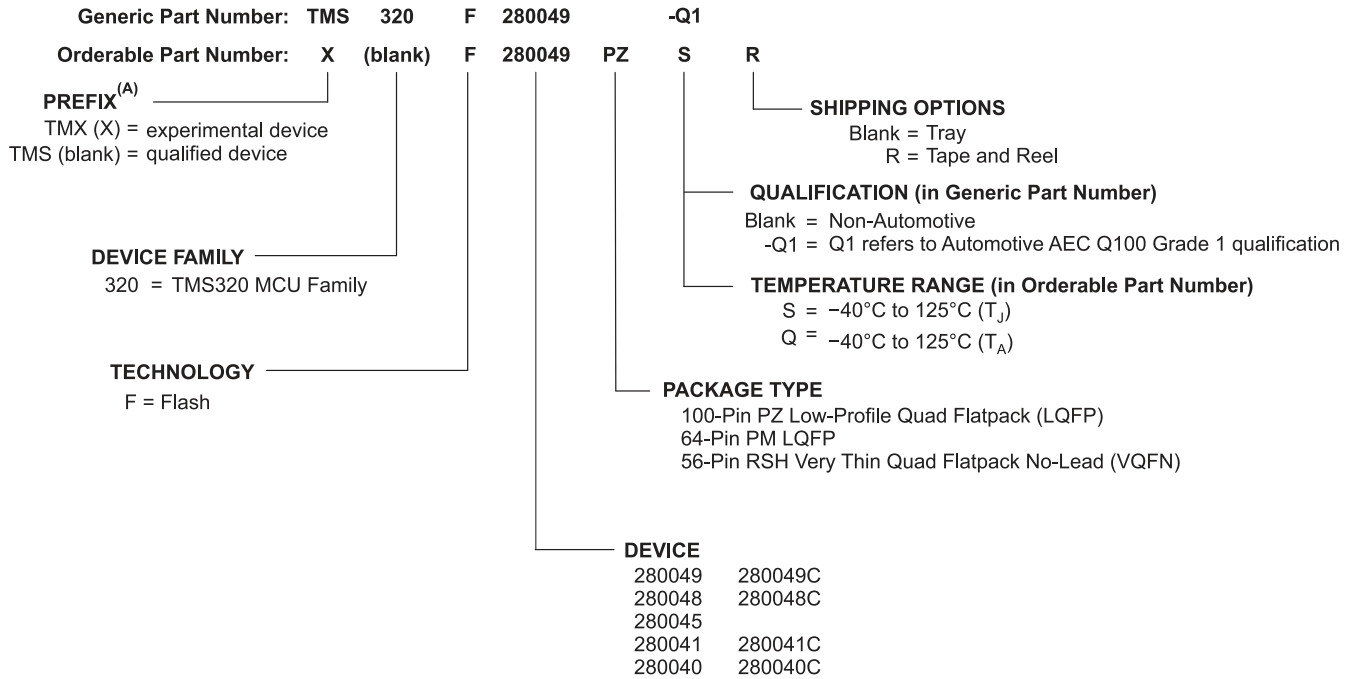 Generic Part Number: TMS 320 F 280049 -Q1
Orderable Part Number: X (blank) F 280049 PZ S R
PREFIX(A)
TMX (X) = experimental device
TMS (blank) = qualified device
SHIPPING OPTIONS
Blank = Tray
R = Tape and Reel
QUALIFICATION (in Generic Part Number)
Blank = Non-Automotive
-Q1 = Q1 refers to Automotive AEC Q100 Grade 1 qualification
DEVICE FAMILY
320 = TMS320 MCU Family
TEMPERATURE RANGE (in Orderable Part Number)
S = −40°C to 125°C (TJ)
Q = −40°C to 125°C (TA)
TECHNOLOGY
F = Flash
PACKAGE TYPE
100-Pin PZ Low-Profile Quad Flatpack (LQFP)
64-Pin PM LQFP
56-Pin RSH Very Thin Quad Flatpack No-Lead (VQFN)
DEVICE
280049 280049C
280048 280048C
280045
280041 280041C
280040 280040C